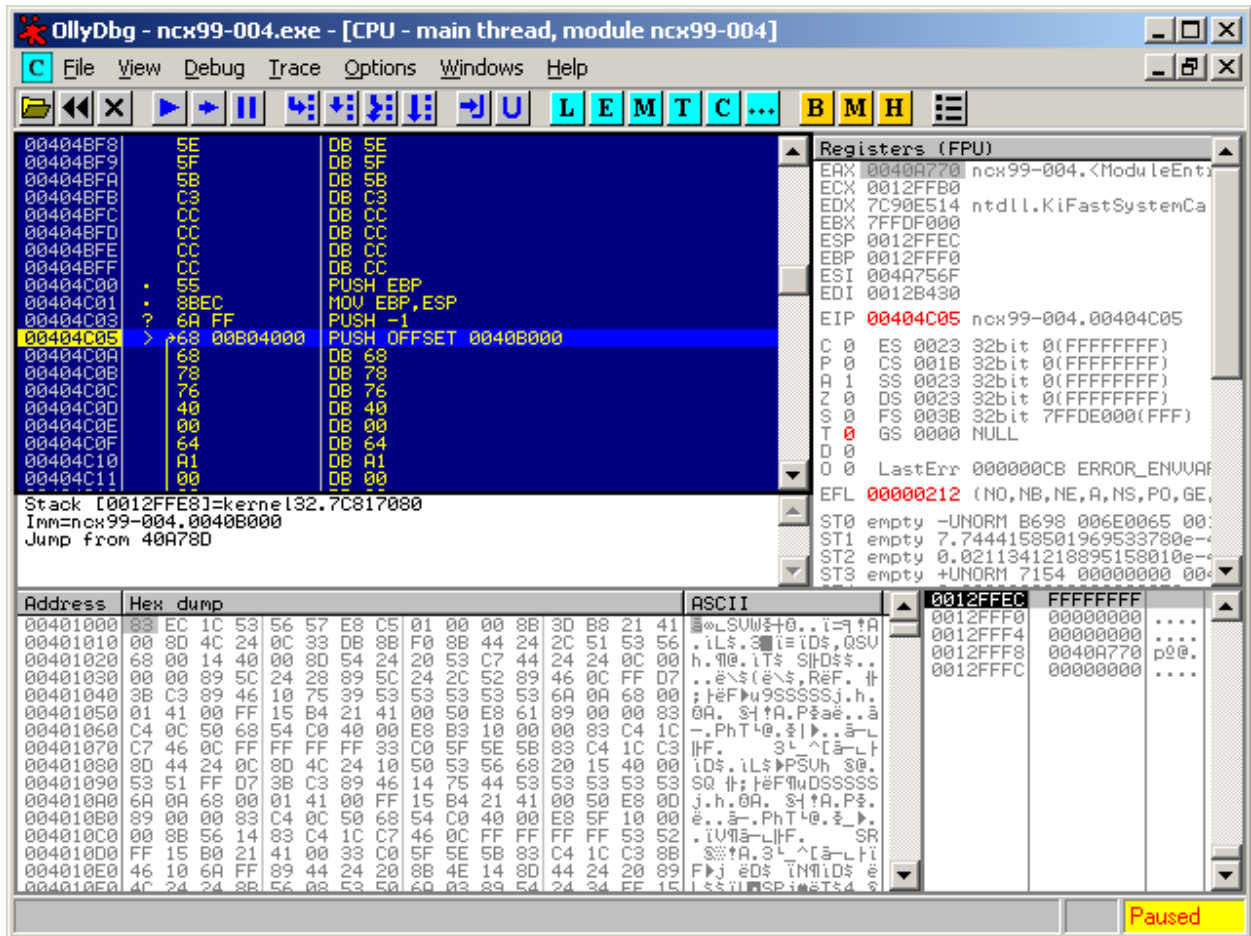 OllyDbg - ncx99-004.exe - [CPU - main thread, module ncx99-004]
C File View Debug Trace Options Windows Help
L E M T C ... B M H
00404BF8 5E DB 5E
00404BF9 5F DB 5F
00404BFA 5B DB 5B
00404BFB C3 DB C3
00404BFC CC DB CC
00404BFD CC DB CC
00404BFE CC DB CC
00404BFF CC DB CC
00404C00 . 55 PUSH EBP
00404C01 . 8BEC MOV EBP,ESP
00404C03 ? 6A FF PUSH -1
00404C05 > 68 00B04000 PUSH OFFSET 0040B000
00404C0A 68 DB 68
00404C0B 78 DB 78
00404C0C 76 DB 76
00404C0D 40 DB 40
00404C0E 00 DB 00
00404C0F 64 DB 64
00404C10 A1 DB A1
00404C11 00 DB 00
Stack [0012FFE8]=kernel32.7C817080
Imm=ncx99-004.0040B000
Jump from 40A78D
Registers (FPU)
EAX 0040A770 ncx99-004.<ModuleEnt
ECX 0012FFB0
EDX 7C90E514 ntdll.KiFastSystemCa
EBX 7FFDF000
ESP 0012FFEC
EBP 0012FFF0
ESI 004A756F
EDI 0012B430
EIP 00404C05 ncx99-004.00404C05
C 0 ES 0023 32bit 0(FFFFFFFF)
P 0 CS 001B 32bit 0(FFFFFFFF)
A 1 SS 0023 32bit 0(FFFFFFFF)
Z 0 DS 0023 32bit 0(FFFFFFFF)
S 0 FS 003B 32bit 7FFDE000(FFF)
T 0 GS 0000 NULL
D 0
O 0 LastErr 000000CB ERROR_ENVVAR
EFL 00000212 (NO,NB,NE,A,NS,PO,GE,
ST0 empty -UNORM B698 006E0065 00
ST1 empty 7.7444158501969533780e-
ST2 empty 0.0211341218895158010e-
ST3 empty +UNORM 7154 00000000 00
Address Hex dump ASCII
00401000 83 EC 1C 53 56 57 E8 C5 01 00 00 8B 3D B8 21 41
00401010 00 8D 4C 24 0C 33 DB 8B F0 8B 44 24 2C 51 53 56
00401020 68 00 14 40 00 8D 54 24 20 53 C7 44 24 24 0C 00
00401030 00 00 89 5C 24 28 89 5C 24 2C 52 89 46 0C FF D7
00401040 3B C3 89 46 10 75 39 53 53 53 53 53 6A 0A 68 00
00401050 01 41 00 FF 15 B4 21 41 00 50 E8 61 89 00 00 83
00401060 C4 0C 50 68 54 C0 40 00 E8 B3 10 00 00 83 C4 1C
00401070 C7 46 0C FF FF FF FF 33 C0 5F 5E 5B 83 C4 1C C3
00401080 8D 44 24 0C 8D 4C 24 10 50 53 56 68 20 15 40 00
00401090 53 51 FF D7 3B C3 89 46 14 75 44 53 53 53 53 53
004010A0 6A 0A 68 00 01 41 00 FF 15 B4 21 41 00 50 E8 0D
004010B0 89 00 00 83 C4 0C 50 68 54 C0 40 00 E8 5F 10 00
004010C0 00 8B 56 14 83 C4 1C C7 46 0C FF FF FF FF 53 52
004010D0 FF 15 B0 21 41 00 33 C0 5F 5E 5B 83 C4 1C C3 8B
004010E0 46 10 6A FF 89 44 24 20 8B 4E 14 8D 44 24 20 89
0012FFEC FFFFFFFF
0012FFF0 00000000 ....
0012FFF4 00000000 ....
0012FFF8 0040A770 pº@.
0012FFFC 00000000 ....
Paused